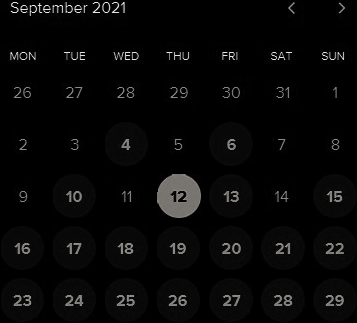 September 2021
MON TUE WED THU FRI SAT SUN
26 27 28 29 30 31 1
2 3 4 5 6 7 8
9 10 11 12 13 14 15
16 17 18 19 20 21 22
23 24 25 26 27 28 29